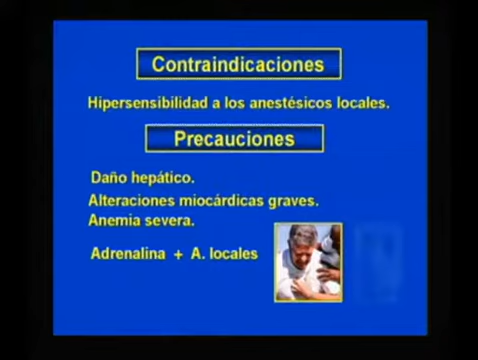 Contraindicaciones
Hipersensibilidad a los anestésicos locales.
Precauciones
Daño hepático.
Alteraciones miocárdicas graves.
Anemia severa.
Adrenalina + A. locales